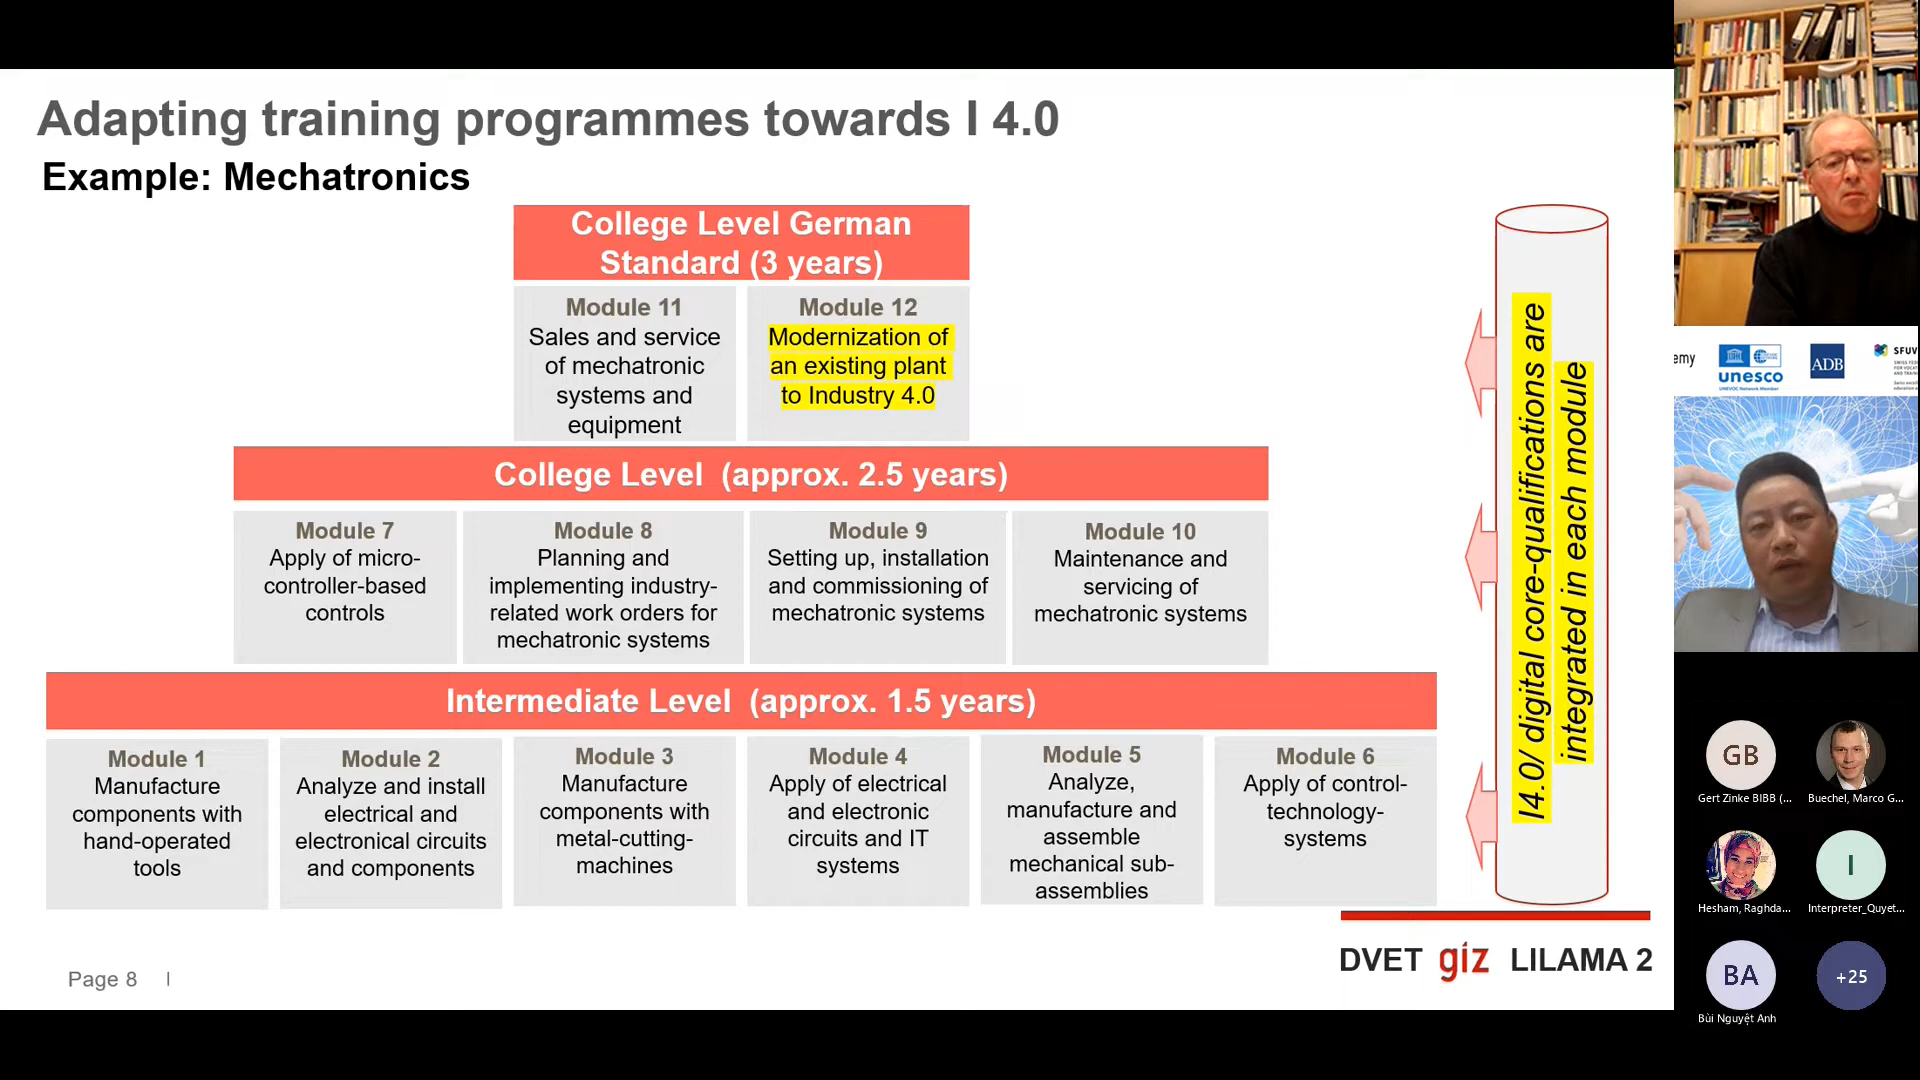 Adapting training programmes towards I 4.0
Example: Mechatronics
College Level German
Standard (3 years)
Module 11
Sales and service
of mechatronic
systems and
equipment
Module 12
Modernization of
an existing plant
to Industry 4.0
College Level (approx. 2.5 years)
Module 7
Apply of micro-
controller-based
controls
Module 8
Planning and
implementing industry-
related work orders for
mechatronic systems
Module 9
Setting up, installation
and commissioning of
mechatronic systems
Module 10
Maintenance and
servicing of
mechatronic systems
Intermediate Level (approx. 1.5 years)
Module 1
Manufacture
components with
hand-operated
tools
Module 2
Analyze and install
electrical and
electronical circuits
and components
Module 3
Manufacture
components with
metal-cutting-
machines
Module 4
Apply of electrical
and electronic
circuits and IT
systems
Module 5
Analyze,
manufacture and
assemble
mechanical sub-
assemblies
Module 6
Apply of control-
technology-
systems
I4.0/ digital core-qualifications are
integrated in each module
DVET giz LILAMA 2
Page 8 |
emy
unesco
UNEVOC Network Member
ADB
SFUV
GB
Gert Zinke BIBB (...
Buechel, Marco G...
Hesham, Raghda...
I
Interpreter_Quyet...
BA
Bùi Nguyệt Anh
+25